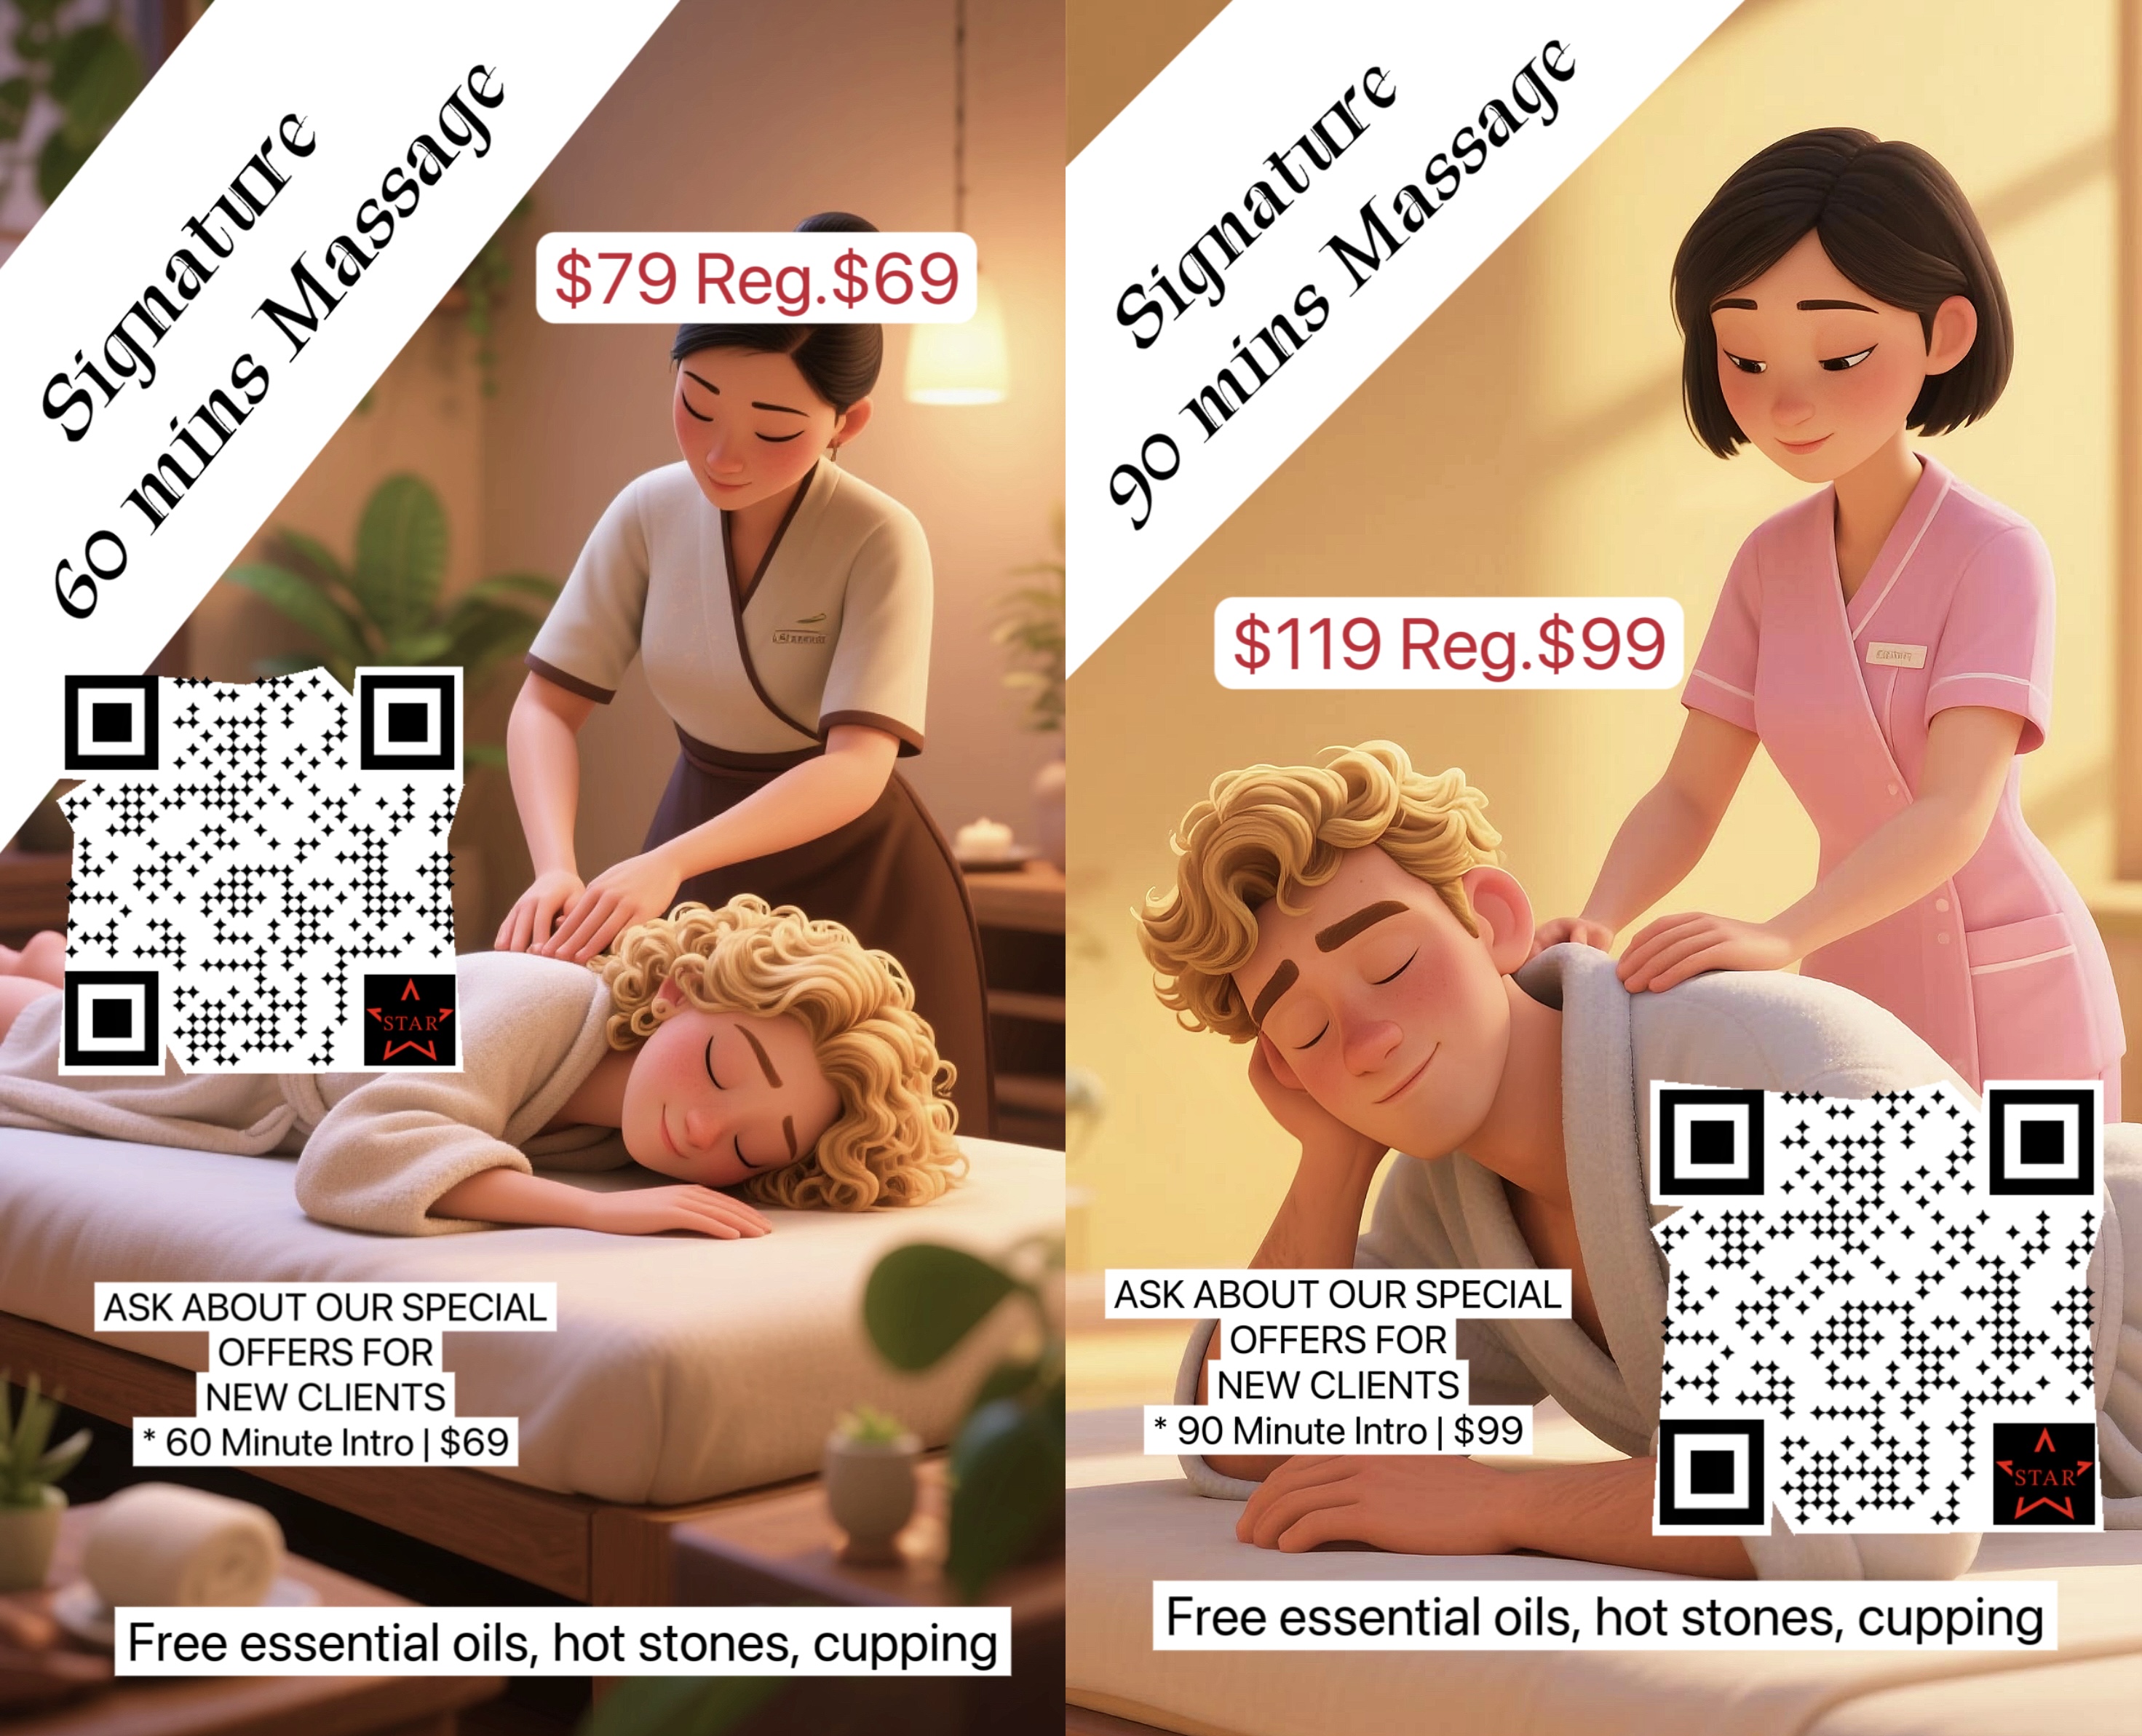 Signature
60 mins Massage
$79 Reg.$69
STAR
ASK ABOUT OUR SPECIAL
OFFERS FOR
NEW CLIENTS
* 60 Minute Intro | $69
Free essential oils, hot stones, cupping
Signature
90 mins Massage
$119 Reg.$99
ASK ABOUT OUR SPECIAL
OFFERS FOR
NEW CLIENTS
* 90 Minute Intro | $99
STAR
Free essential oils, hot stones, cupping